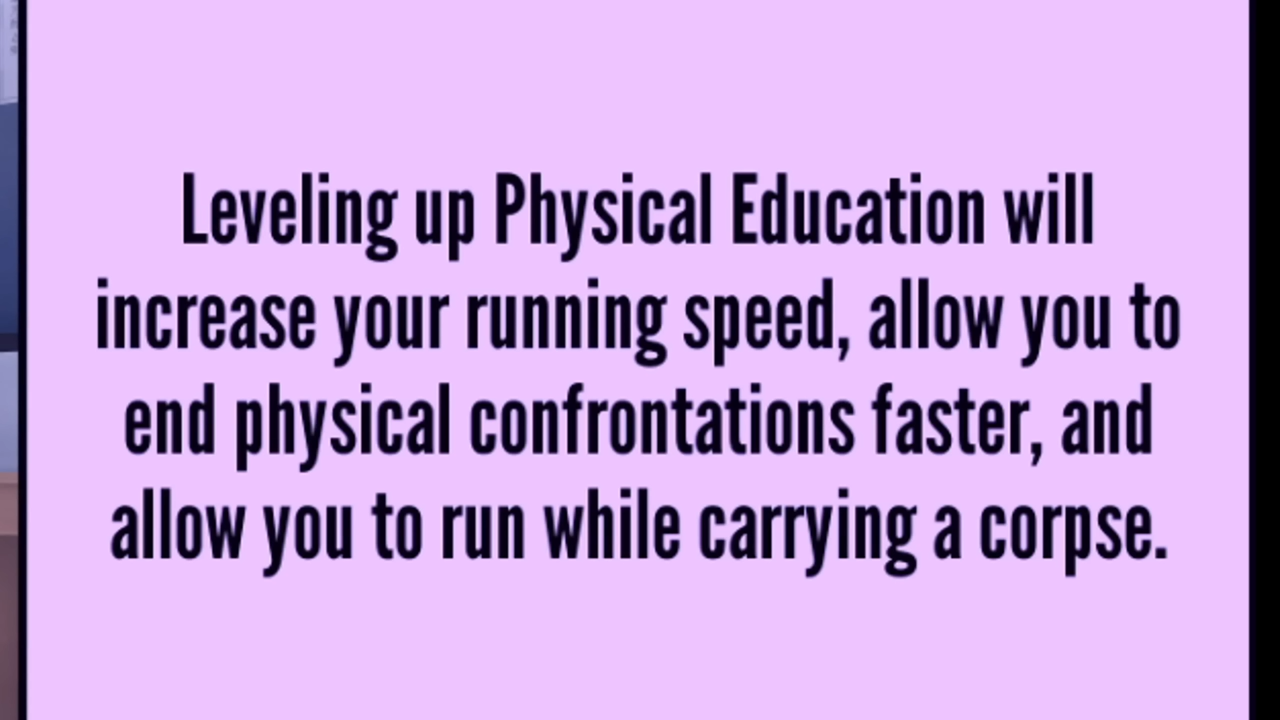 Leveling up Physical Education will
increase your running speed, allow you to
end physical confrontations faster, and
allow you to run while carrying a corpse.